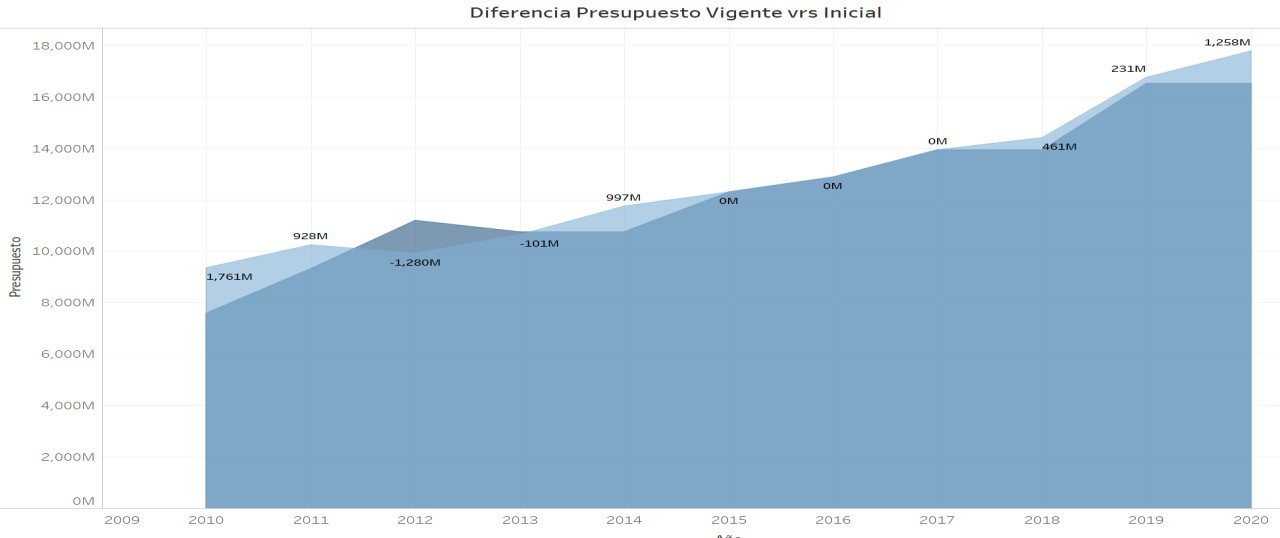 Diferencia Presupuesto Vigente vrs Inicial
18,000M
16,000M
14,000M
12,000M
10,000M
8,000M
6,000M
4,000M
2,000M
0M
Presupuesto
1,761M
928M
-1,280M
-101M
997M
0M
0M
0M
461M
231M
1,258M
2009 2010 2011 2012 2013 2014 2015 2016 2017 2018 2019 2020